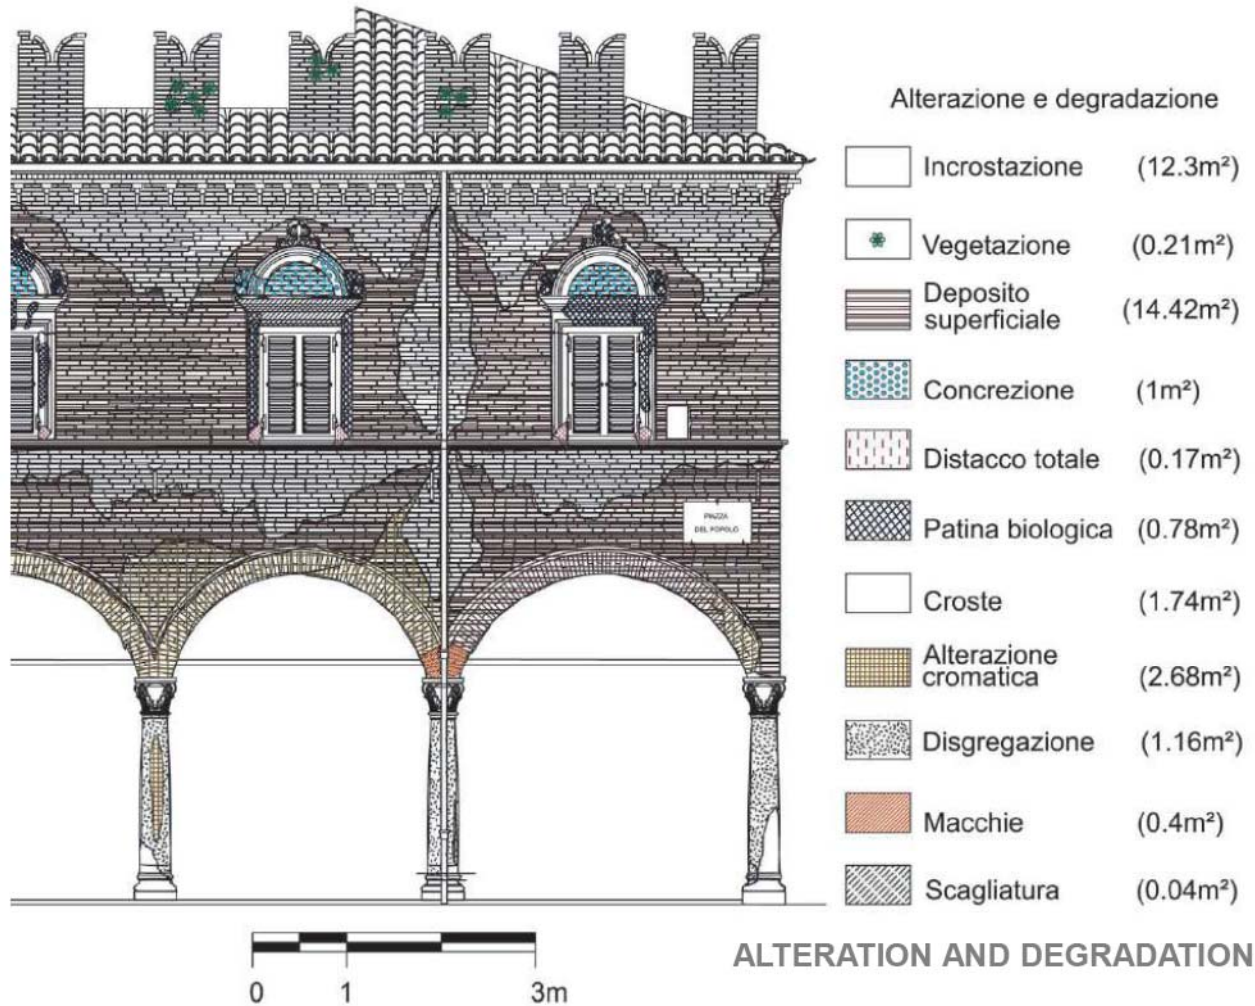 Alterazione e degradazione
Incrostazione (12.3m²)
Vegetazione (0.21m²)
Deposito
superficiale (14.42m²)
Concrezione (1m²)
Distacco totale (0.17m²)
Patina biologica (0.78m²)
Croste (1.74m²)
Alterazione
cromatica (2.68m²)
Disgregazione (1.16m²)
Macchie (0.4m²)
Scagliatura (0.04m²)
PIAZZA
DEL POPOLO
0 1 3m
ALTERATION AND DEGRADATION